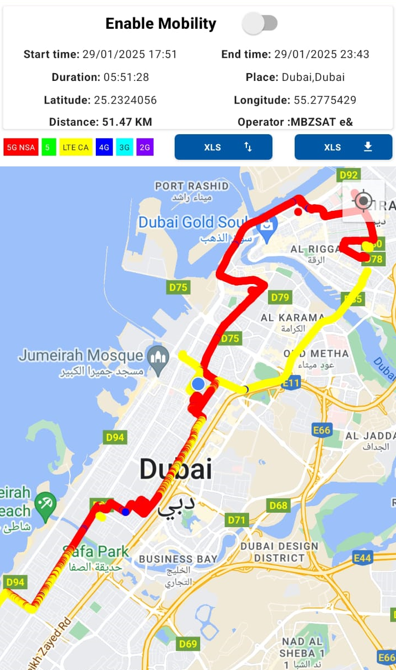 Enable Mobility
Start time: 29/01/2025 17:51
End time: 29/01/2025 23:43
Duration: 05:51:28
Place: Dubai,Dubai
Latitude: 25.2324056
Longitude: 55.2775429
Distance: 51.47 KM
Operator :MBZSAT e&
5G NSA
5
LTE CA
4G
3G
2G
XLS
XLS
D92
PORT RASHID
ميناء راشد
Dubai Gold Souk
سوق الذهب
AL RIGGA
الرقة
D78
D75
D79
D85
AL KARAMA
الكرامة
D75
Jumeirah Mosque
مسجد جميرا الكبير
OUD METHA
عود ميثاء
E11
Dubai
D94
E66
AL JADDA
الجداف
Dubai
دبي
D68
D71
Safa Park
حديقة الصفا
BUSINESS BAY
الخليج
التجاري
DUBAI DESIGN
DISTRICT
E44
D94
eikh Zayed Rd
D69
NAD AL
SHEBA 1
ند الشبا 1
E66